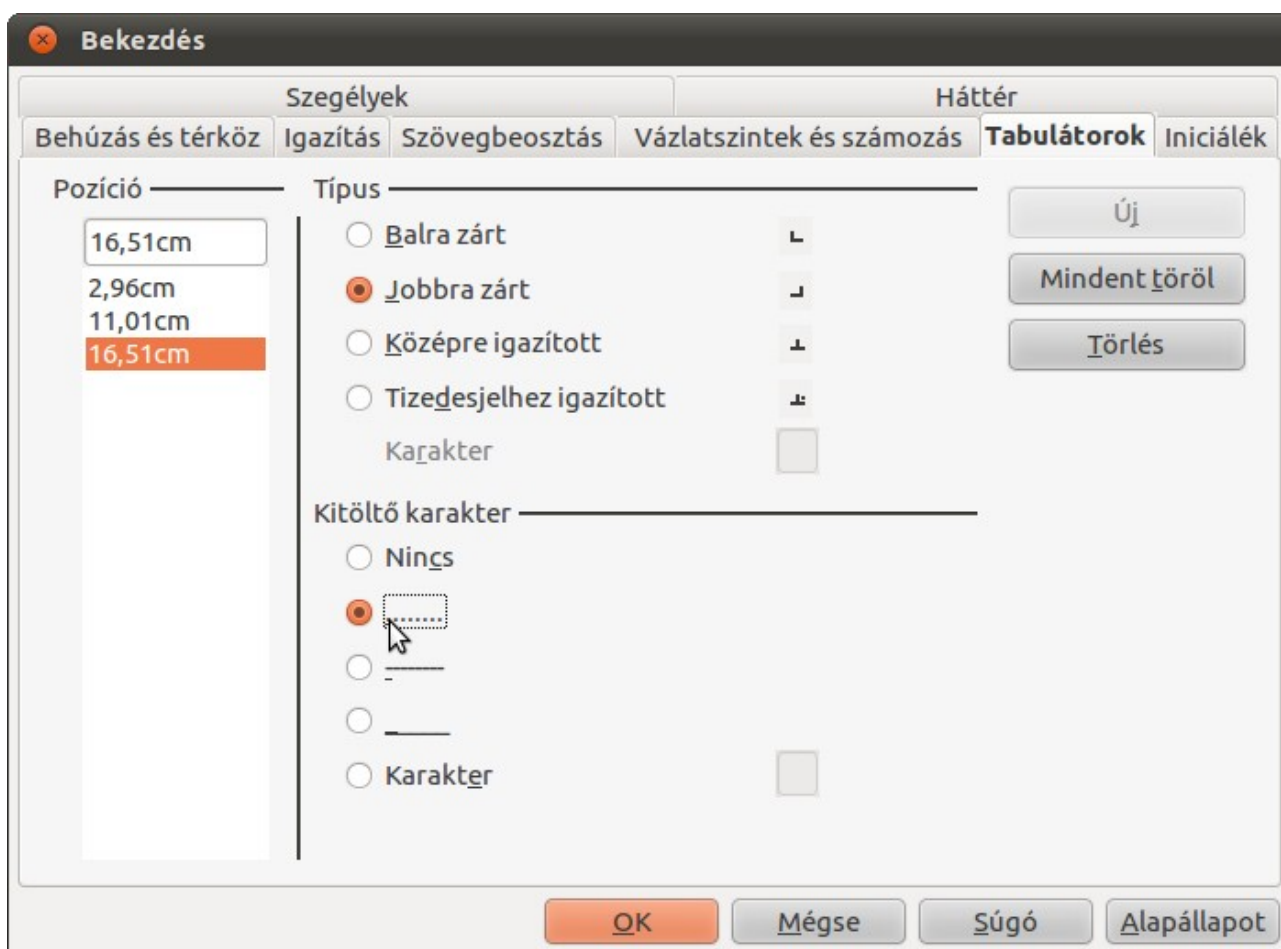 Bekezdés
Szegélyek Háttér
Behúzás és térköz Igazítás Szövegbeosztás Vázlatszintek és számozás Tabulátorok Iniciálék
Pozíció
16,51cm
2,96cm
11,01cm
16,51cm
Típus
Balra zárt
Jobbra zárt
Középre igazított
Tizedesjelhez igazított
Karakter
Kitöltő karakter
Nincs
........
--------
______
Karakter
Új
Mindent töröl
Törlés
OK Mégse Súgó Alapállapot